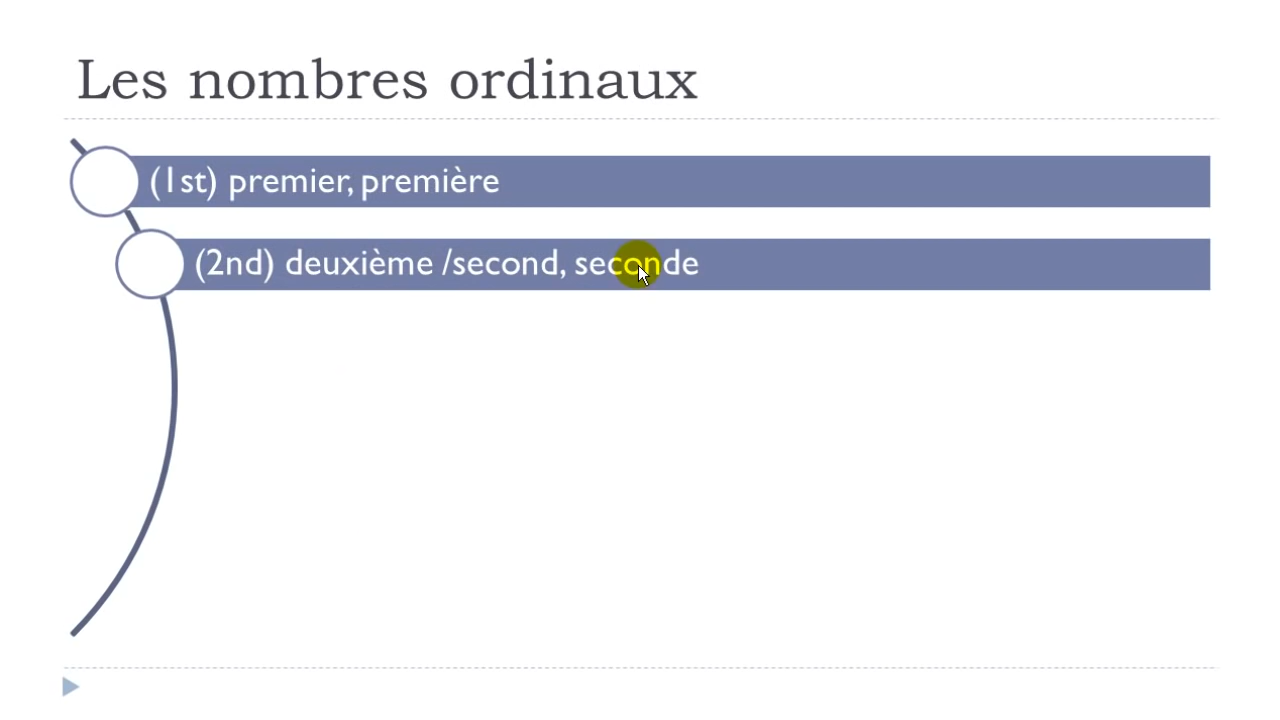 Les nombres ordinaux
(1st) premier, première
(2nd) deuxième /second, seconde